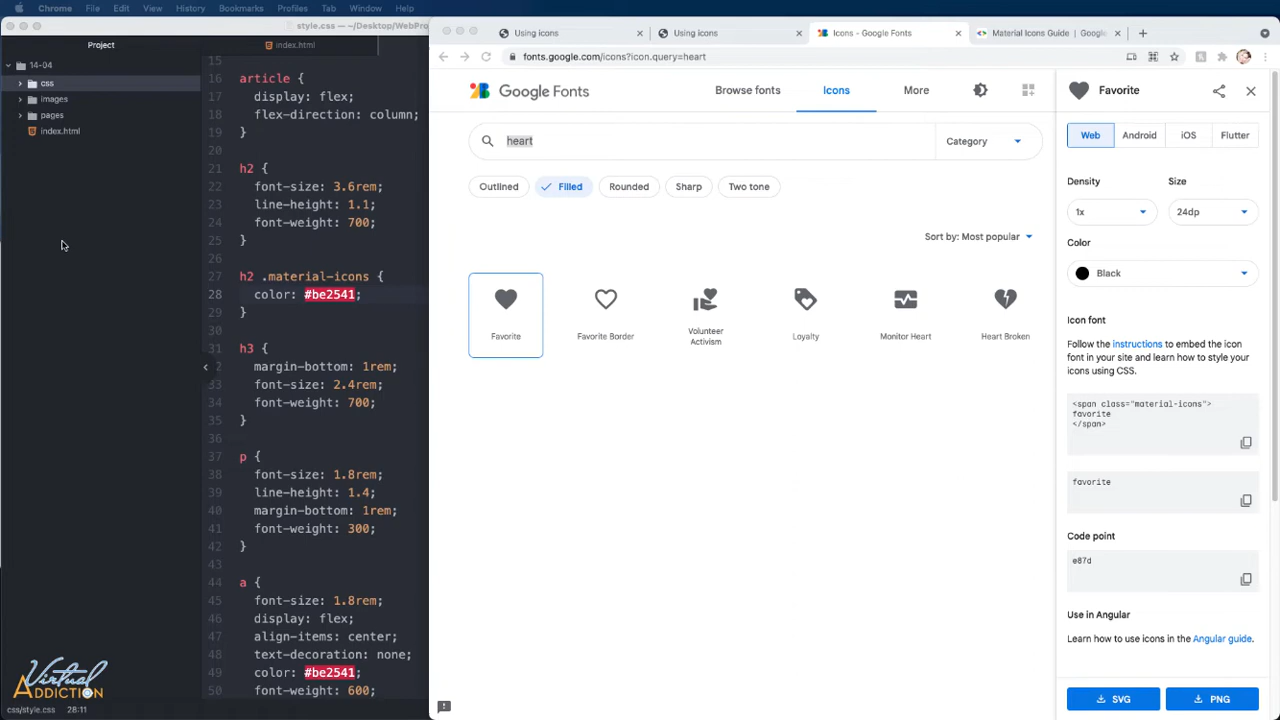 Chrome File Edit View History Bookmarks Profiles Tab Window Help
style.css — ~/Desktop/WebPro
Project
index.html
14-04
css
images
pages
index.html
15
16 article {
17 display: flex;
18 flex-direction: column;
19 }
20
21 h2 {
22 font-size: 3.6rem;
23 line-height: 1.1;
24 font-weight: 700;
25 }
26
27 h2 .material-icons {
28 color: #be2541;
29 }
30
31 h3 {
32 margin-bottom: 1rem;
33 font-size: 2.4rem;
34 font-weight: 700;
35 }
36
37 p {
38 font-size: 1.8rem;
39 line-height: 1.4;
40 margin-bottom: 1rem;
41 font-weight: 300;
42 }
43
44 a {
45 font-size: 1.8rem;
46 display: flex;
47 align-items: center;
48 text-decoration: none;
49 color: #be2541;
50 font-weight: 600;
Virtual
Addiction
css/style.css 28:11
Using icons
Using icons
Icons - Google Fonts
Material Icons Guide | Google
fonts.google.com/icons?icon.query=heart
Google Fonts
Browse fonts
Icons
More
heart
Category
Outlined
Filled
Rounded
Sharp
Two tone
Sort by: Most popular
Favorite
Favorite Border
Volunteer
Activism
Loyalty
Monitor Heart
Heart Broken
Favorite
Web
Android
iOS
Flutter
Density
Size
1x
24dp
Color
Black
Icon font
Follow the instructions to embed the icon
font in your site and learn how to style your
icons using CSS.
<span class="material-icons">
favorite
</span>
favorite
Code point
e87d
Use in Angular
Learn how to use icons in the Angular guide.
SVG
PNG